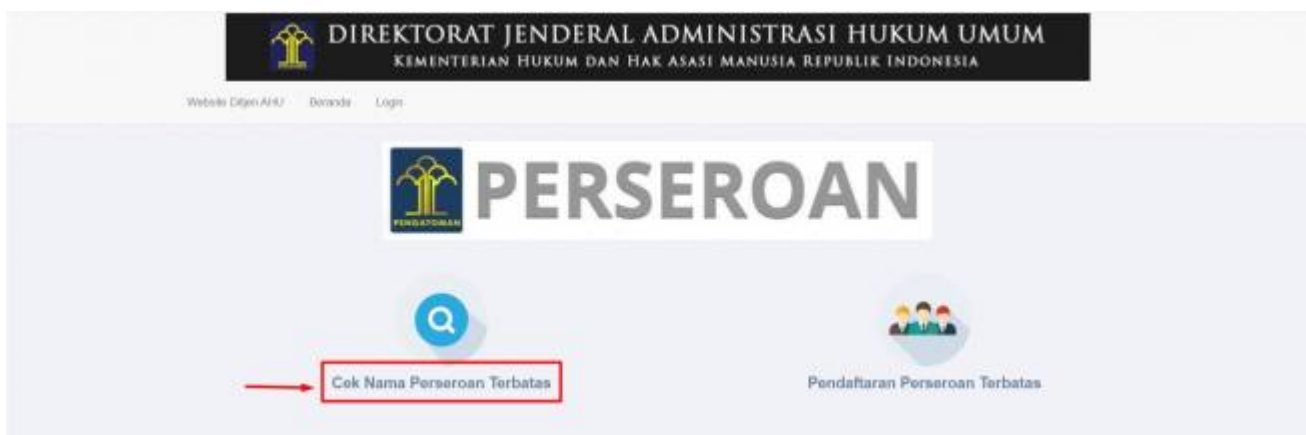 DIREKTORAT JENDERAL ADMINISTRASI HUKUM UMUM
KEMENTERIAN HUKUM DAN HAK ASASI MANUSIA REPUBLIK INDONESIA
Website Ditjen AHU Beranda Login
PENGAYOMAN
PERSEROAN
Cek Nama Perseroan Terbatas
Pendaftaran Perseroan Terbatas